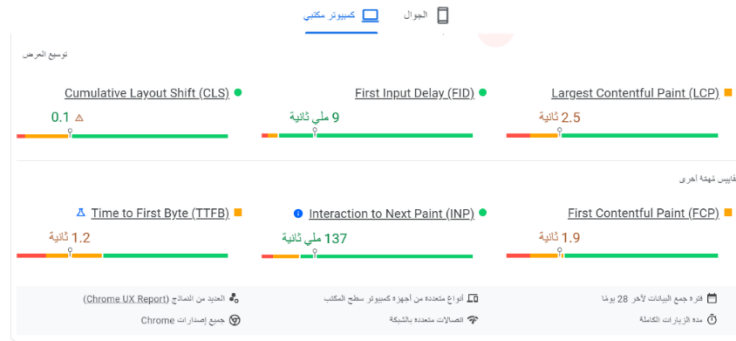 الجوال
كمبيوتر مكتبي
توسيع العرض
Largest Contentful Paint (LCP)
2.5 ثانية
First Input Delay (FID)
9 ملي ثانية
Cumulative Layout Shift (CLS)
0.1
مقاييس مُهمّة أخرى
First Contentful Paint (FCP)
1.9 ثانية
Interaction to Next Paint (INP)
137 ملي ثانية
Time to First Byte (TTFB)
1.2 ثانية
فترة جمع البيانات لآخر 28 يومًا
أنواع متعددة من أجهزة كمبيوتر سطح المكتب
العديد من النماذج (Chrome UX Report)
مدة الزيارات الكاملة
اتصالات متعددة بالشبكة
جميع إصدارات Chrome